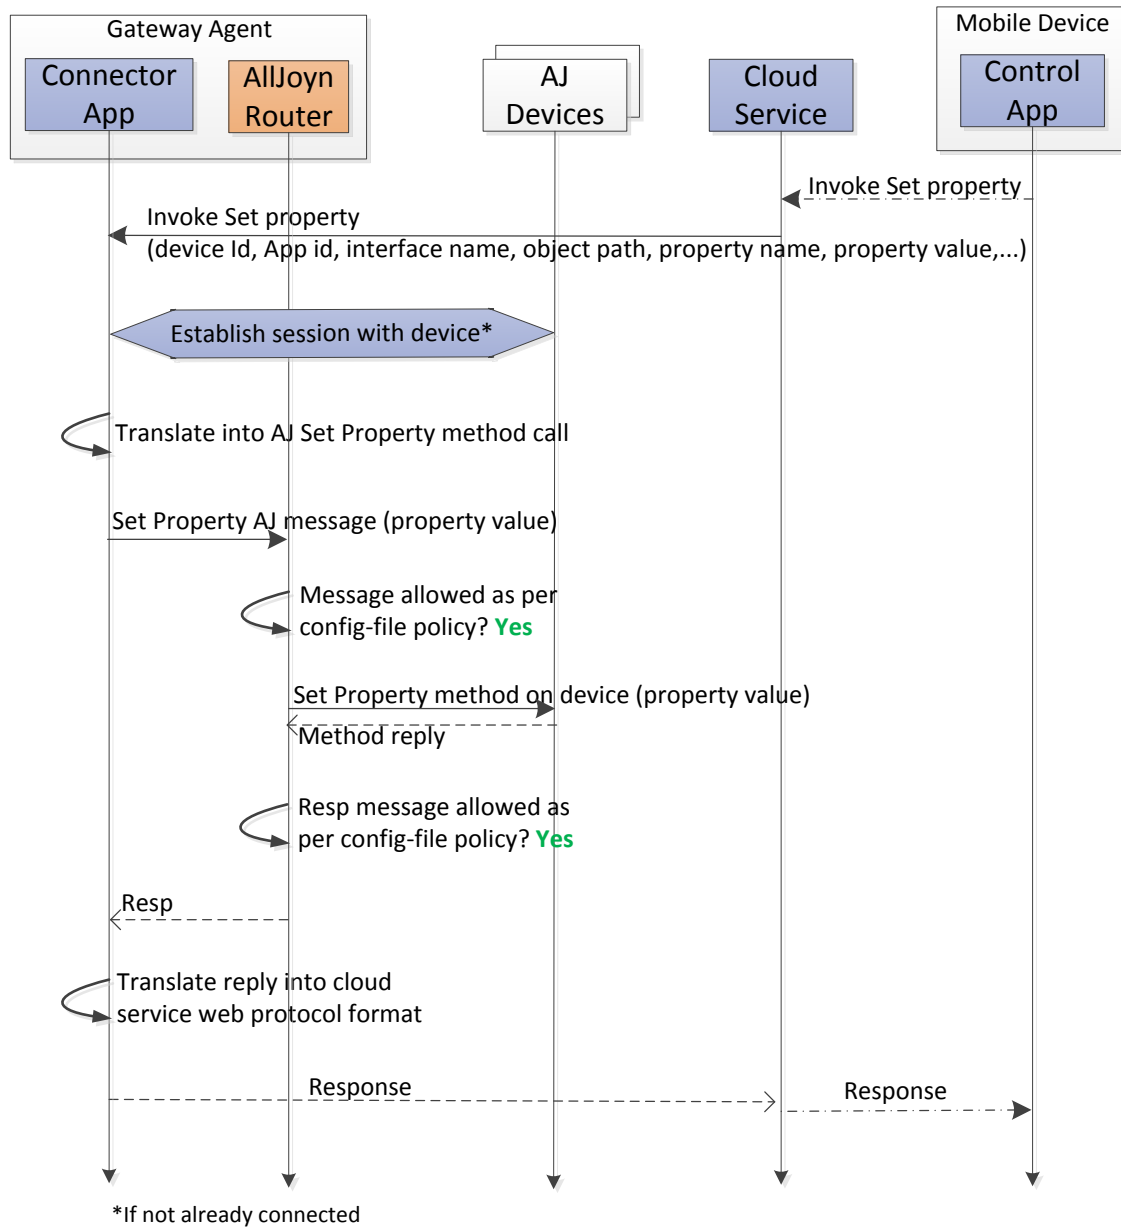 Gateway Agent
Mobile Device
Connector
App
AllJoyn
Router
AJ
Devices
Cloud
Service
Control
App
Invoke Set property
Invoke Set property
(device Id, App id, interface name, object path, property name, property value,...)
Establish session with device*
Translate into AJ Set Property method call
Set Property AJ message (property value)
Message allowed as per
config-file policy? Yes
Set Property method on device (property value)
Method reply
Resp message allowed as
per config-file policy? Yes
Resp
Translate reply into cloud
service web protocol format
Response
Response
*If not already connected